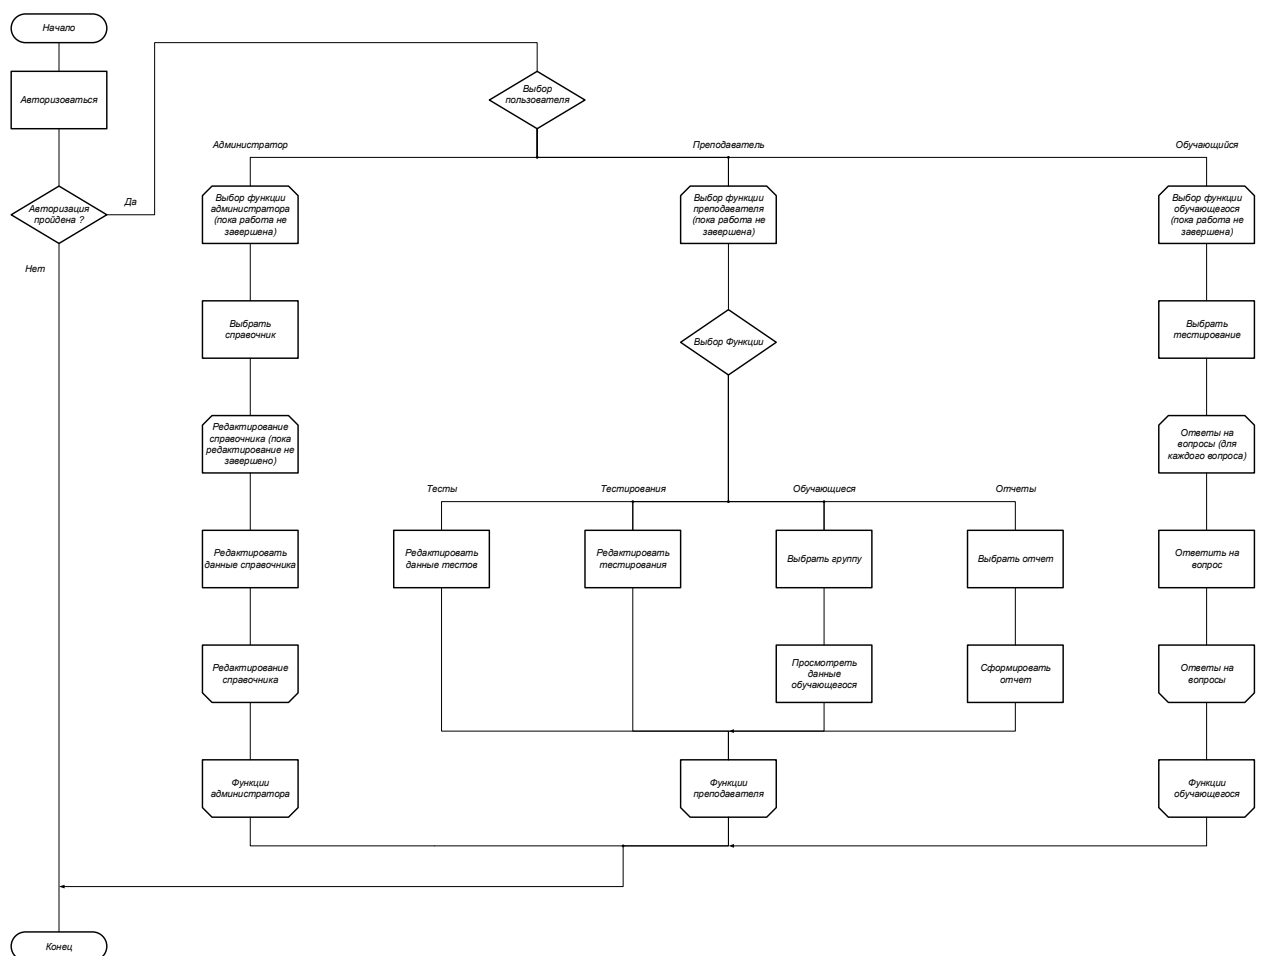 Начало
Авторизоваться
Авторизация
пройдена ?
Да
Нет
Выбор
пользователя
Администратор
Преподаватель
Обучающийся
Выбор функции
администратора
(пока работа не
завершена)
Выбор функции
преподавателя
(пока работа не
завершена)
Выбор функции
обучающегося
(пока работа не
завершена)
Выбрать
справочник
Выбор Функции
Выбрать
тестирование
Редактирование
справочника (пока
редактирование не
завершено)
Ответы на
вопросы (для
каждого вопроса)
Тесты
Тестирования
Обучающиеся
Отчеты
Редактировать
данные справочника
Редактировать
данные тестов
Редактировать
тестирования
Выбрать группу
Выбрать отчет
Ответить на
вопрос
Редактирование
справочника
Просмотреть
данные
обучающегося
Сформировать
отчет
Ответы на
вопросы
Функции
администратора
Функции
преподавателя
Функции
обучающегося
Конец